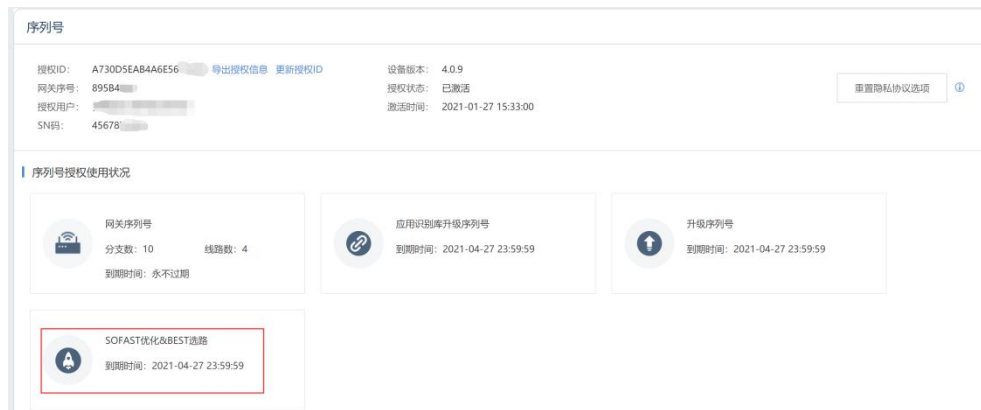 序列号
授权ID: A730D5EAB4A6E56 导出授权信息 更新授权ID
设备版本: 4.0.9
网关序号: 895B4
授权状态: 已激活
重置隐私协议选项
授权用户:
激活时间: 2021-01-27 15:33:00
SN码: 45678
序列号授权使用状况
网关序列号
分支数: 10 线路数: 4
到期时间: 永不过期
应用识别库升级序列号
到期时间: 2021-04-27 23:59:59
升级序列号
到期时间: 2021-04-27 23:59:59
SOFAST优化&BEST选路
到期时间: 2021-04-27 23:59:59